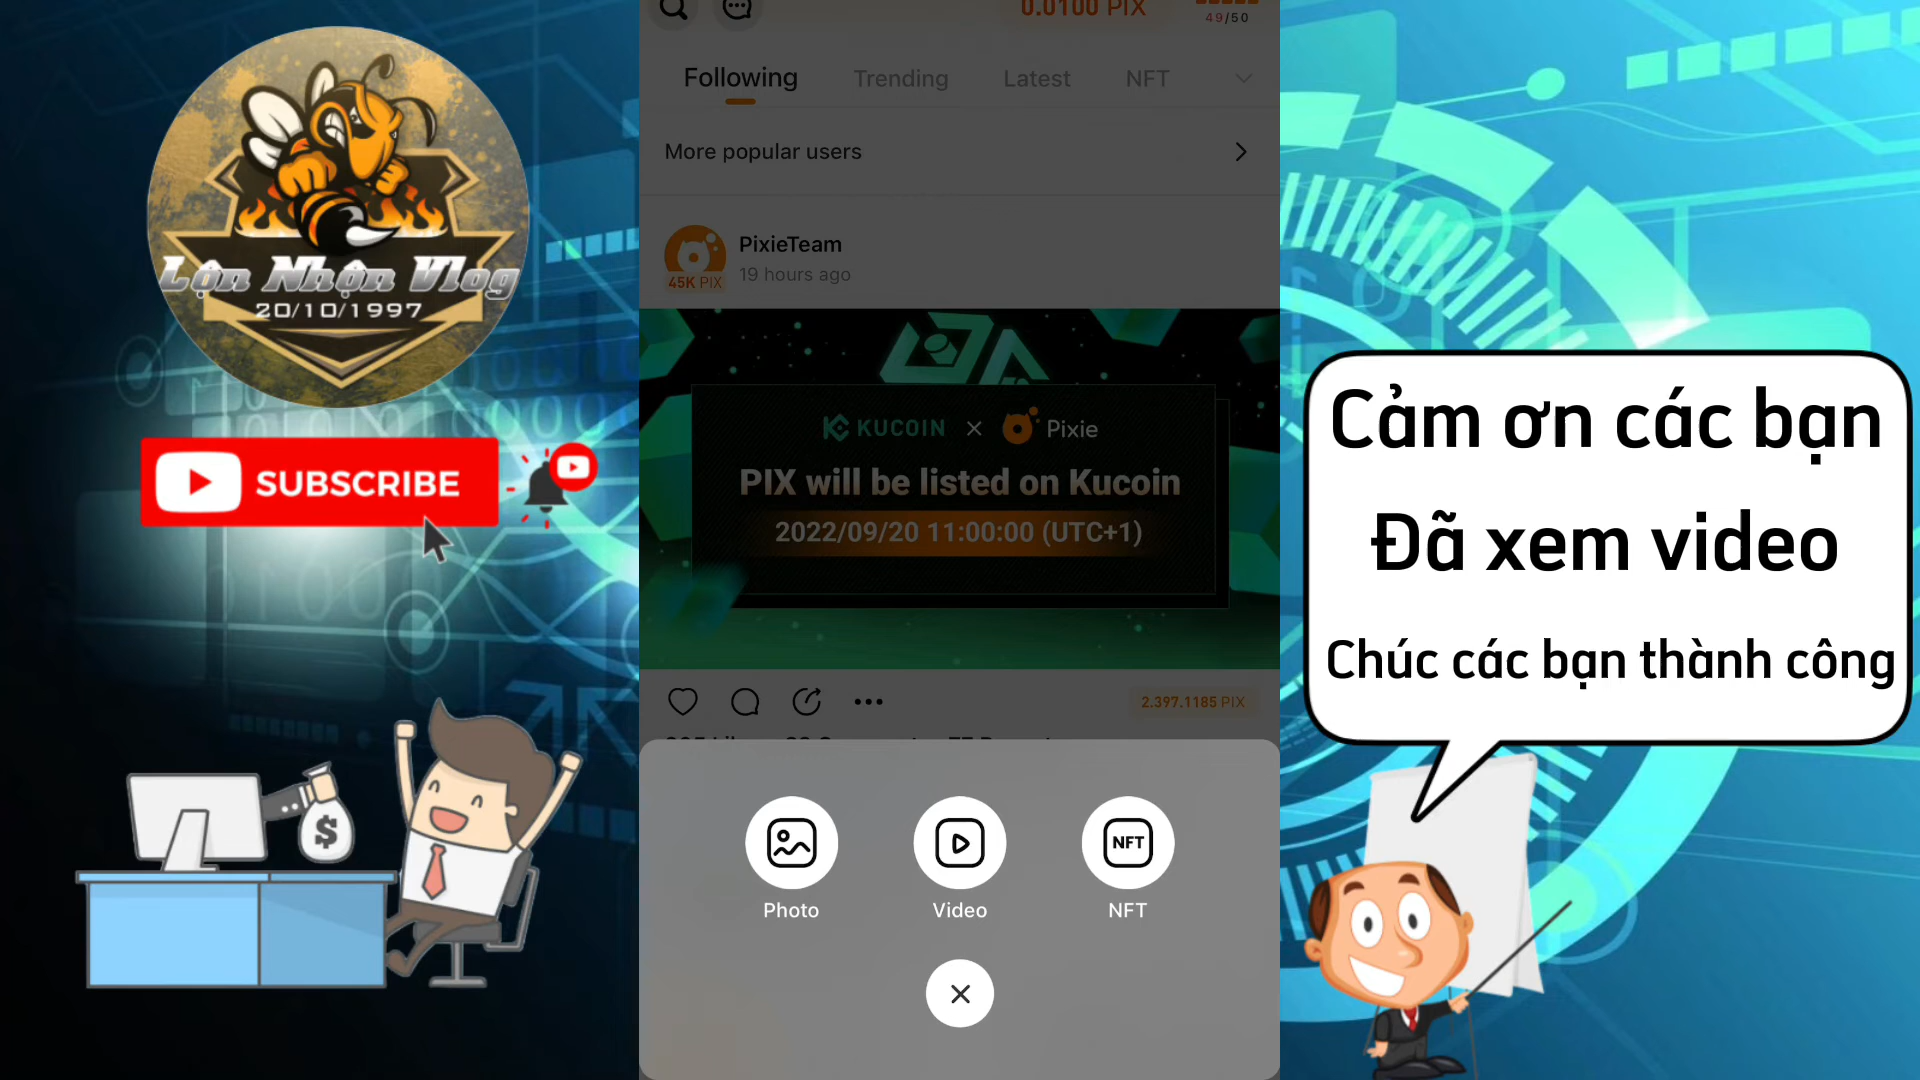 Lộn Nhộn Vlog
20/10/1997
SUBSCRIBE
$
0.0100 PIX
49/50
Following
Trending
Latest
NFT
More popular users
PixieTeam
19 hours ago
45K PIX
KUCOIN × Pixie
PIX will be listed on Kucoin
2022/09/20 11:00:00 (UTC+1)
2.397.1185 PIX
NFT
Photo
Video
NFT
Cảm ơn các bạn
Đã xem video
Chúc các bạn thành công